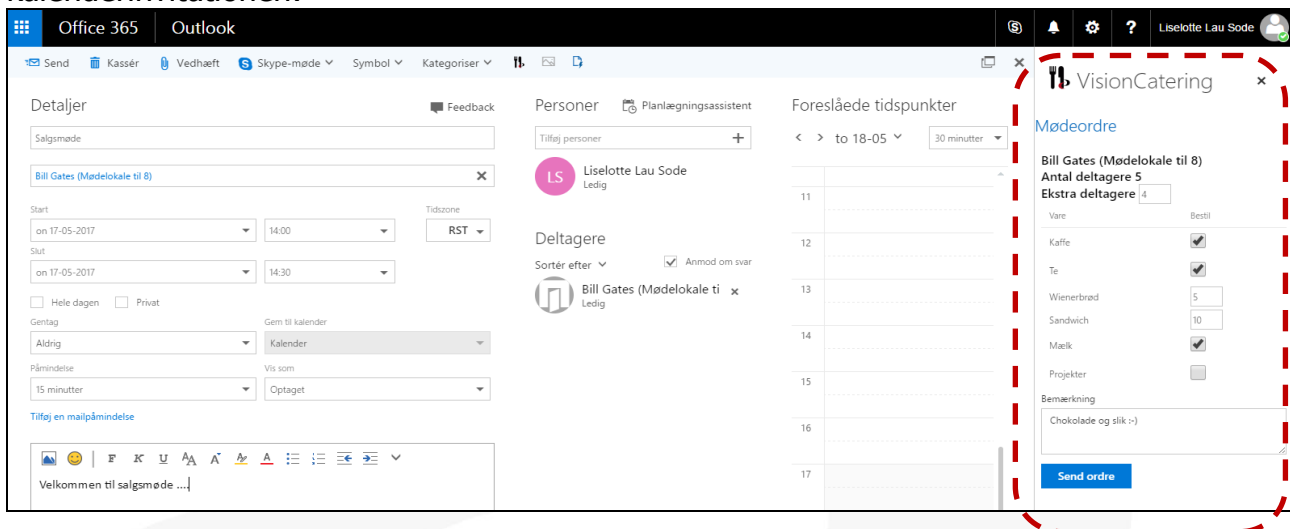 kalenderinvitationen.
Office 365 Outlook
Liselotte Lau Sode
Send Kassér Vedhæft Skype-møde Symbol Kategoriser
Detaljer
Feedback
Salgsmøde
Bill Gates (Mødelokale til 8)
Start
Tidszone
on 17-05-2017 14:00 RST
Slut
on 17-05-2017 14:30
Hele dagen Privat
Gentag Gem til kalender
Aldrig Kalender
Påmindelse Vis som
15 minutter Optaget
Tilføj en mailpåmindelse
F K U A A A A
Velkommen til salgsmøde ....
Personer Planlægningsassistent
Tilføj personer
LS
Liselotte Lau Sode
Ledig
Deltagere
Sortér efter Anmod om svar
Bill Gates (Mødelokale ti
Ledig
Foreslåede tidspunkter
to 18-05 30 minutter
11
12
13
14
15
16
17
VisionCatering
Mødeordre
Bill Gates (Mødelokale til 8)
Antal deltagere 5
Ekstra deltagere 4
Vare Bestil
Kaffe
Te
Wienerbrød 5
Sandwich 10
Mælk
Projekter
Bemærkning
Chokolade og slik :-)
Send ordre